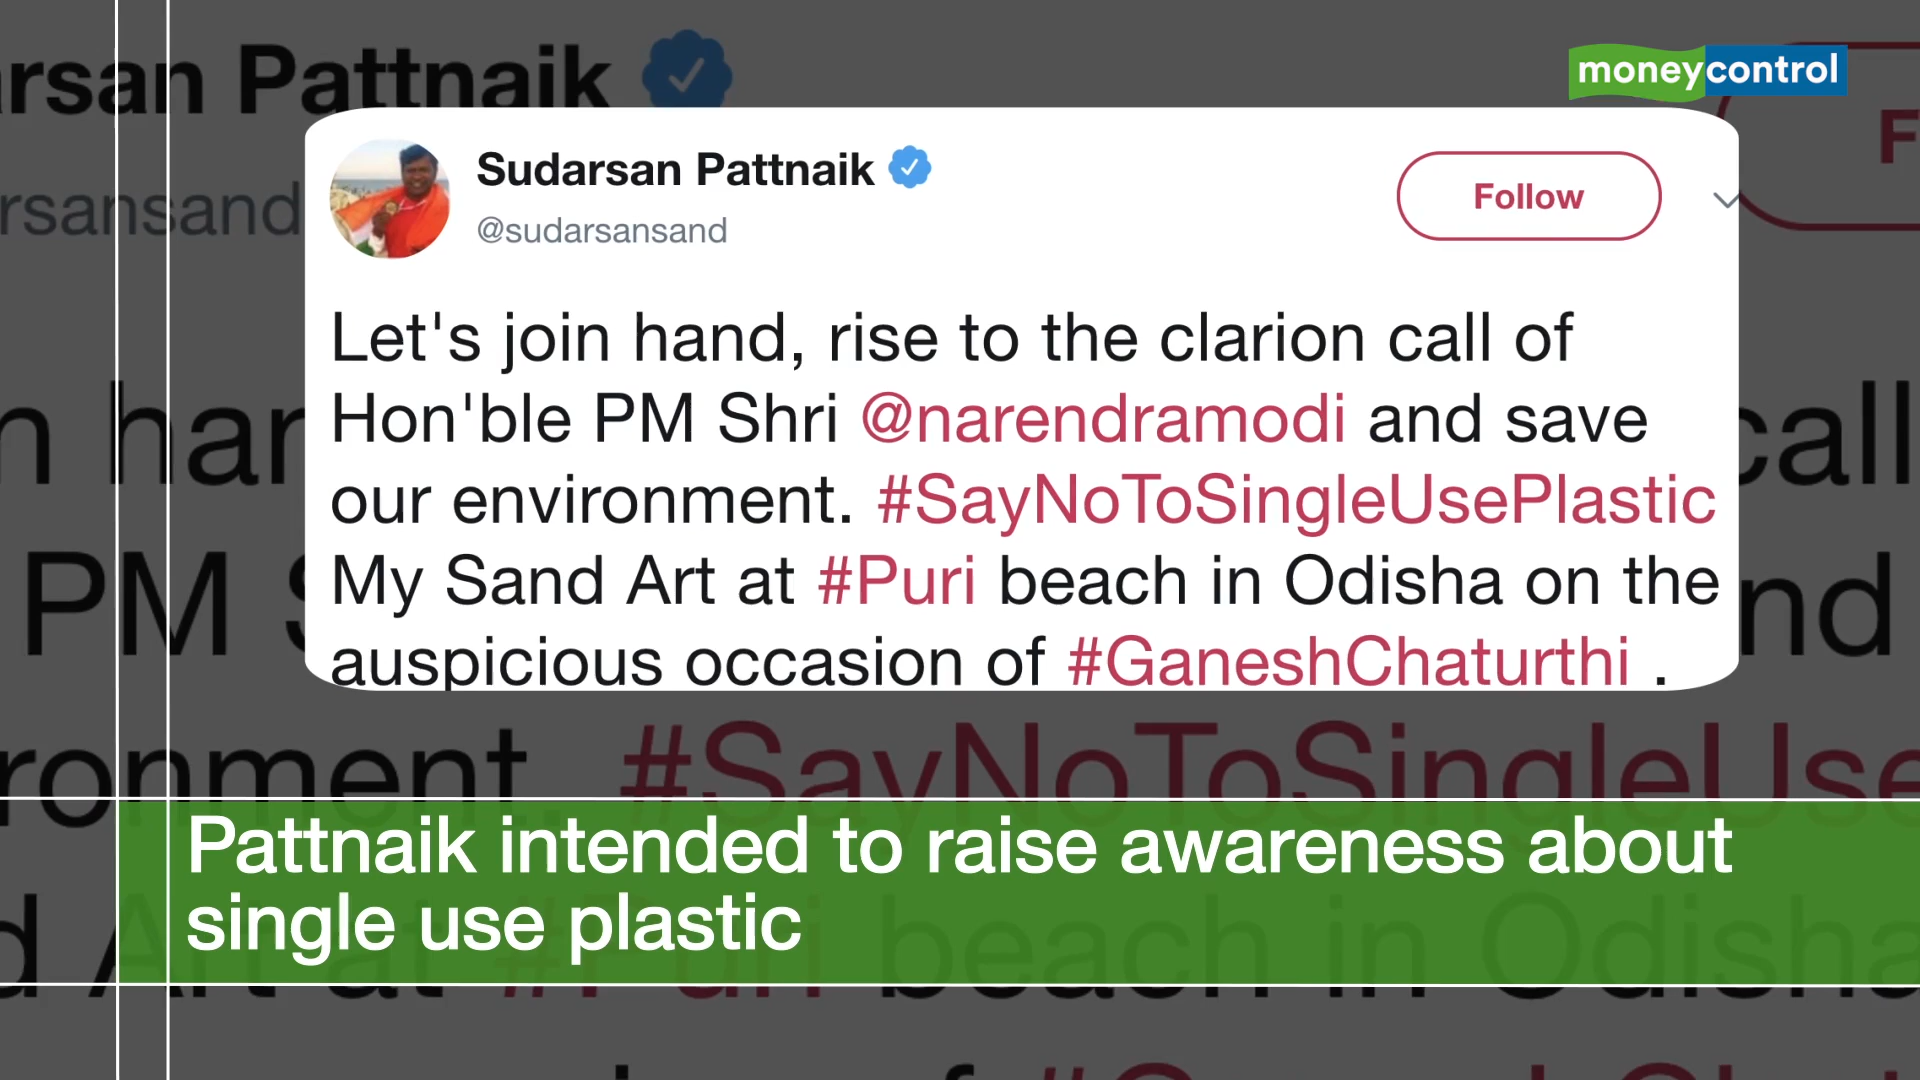 moneycontrol
Sudarsan Pattnaik
@sudarsansand
Follow
Let's join hand, rise to the clarion call of
Hon'ble PM Shri @narendramodi and save
our environment. #SayNoToSingleUsePlastic
My Sand Art at #Puri beach in Odisha on the
auspicious occasion of #GaneshChaturthi .
Pattnaik intended to raise awareness about
single use plastic